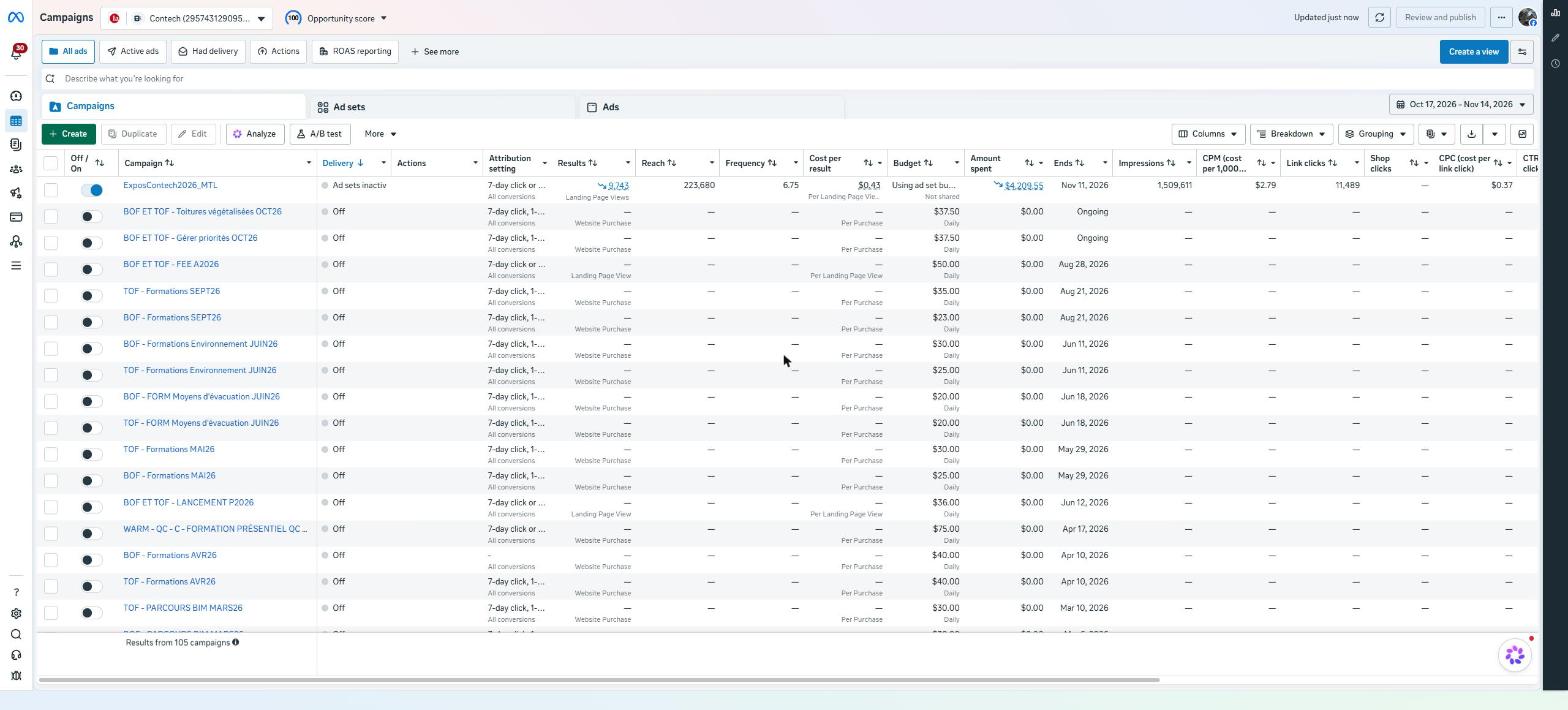 Campaigns
Contech (295743129095...
100
Opportunity score
Updated just now
Review and publish
30
All ads
Active ads
Had delivery
Actions
ROAS reporting
See more
Create a view
Describe what you're looking for
Campaigns
Ad sets
Ads
Oct 17, 2026 – Nov 14, 2026
Create
Duplicate
Edit
Analyze
A/B test
More
Columns
Breakdown
Grouping
Off / On Campaign Delivery Actions Attribution setting Results Reach Frequency Cost per result Budget Amount spent Ends Impressions CPM (cost per 1,000... Link clicks Shop clicks CPC (cost per link click) CTR
ExposContech2026_MTL Ad sets inactiv 7-day click or ... 9,743 223,680 6.75 $0.43 Using ad set bu... $4,209.55 Nov 11, 2026 1,509,611 $2.79 11,489 — $0.37
All conversions Landing Page Views Per Landing Page Vie... Not shared
BOF ET TOF - Toitures végétalisées OCT26 Off 7-day click, 1-... — — — — $37.50 $0.00 Ongoing — — — — —
All conversions Website Purchase Per Purchase Daily
BOF ET TOF - Gérer priorités OCT26 Off 7-day click, 1-... — — — — $37.50 $0.00 Ongoing — — — — —
All conversions Website Purchase Per Purchase Daily
BOF ET TOF - FEE A2026 Off 7-day click or ... — — — — $50.00 $0.00 Aug 28, 2026 — — — — —
All conversions Landing Page View Per Landing Page View Daily
TOF - Formations SEPT26 Off 7-day click, 1-... — — — — $35.00 $0.00 Aug 21, 2026 — — — — —
All conversions Website Purchase Per Purchase Daily
BOF - Formations SEPT26 Off 7-day click, 1-... — — — — $23.00 $0.00 Aug 21, 2026 — — — — —
All conversions Website Purchase Per Purchase Daily
BOF - Formations Environnement JUIN26 Off 7-day click, 1-... — — — — $30.00 $0.00 Jun 11, 2026 — — — — —
All conversions Website Purchase Per Purchase Daily
TOF - Formations Environnement JUIN26 Off 7-day click, 1-... — — — — $25.00 $0.00 Jun 11, 2026 — — — — —
All conversions Website Purchase Per Purchase Daily
BOF - FORM Moyens d'évacuation JUIN26 Off 7-day click, 1-... — — — — $20.00 $0.00 Jun 18, 2026 — — — — —
All conversions Website Purchase Per Purchase Daily
TOF - FORM Moyens d'évacuation JUIN26 Off 7-day click, 1-... — — — — $20.00 $0.00 Jun 18, 2026 — — — — —
All conversions Website Purchase Per Purchase Daily
TOF - Formations MAI26 Off 7-day click, 1-... — — — — $30.00 $0.00 May 29, 2026 — — — — —
All conversions Website Purchase Per Purchase Daily
BOF - Formations MAI26 Off 7-day click, 1-... — — — — $25.00 $0.00 May 29, 2026 — — — — —
All conversions Website Purchase Per Purchase Daily
BOF ET TOF - LANCEMENT P2026 Off 7-day click or ... — — — — $36.00 $0.00 Jun 12, 2026 — — — — —
All conversions Landing Page View Per Landing Page View Daily
WARM - QC - C - FORMATION PRÉSENTIEL QC ... Off 7-day click or ... — — — — $75.00 $0.00 Apr 17, 2026 — — — — —
All conversions Website Purchase Per Purchase Daily
BOF - Formations AVR26 Off - — — — — $40.00 $0.00 Apr 10, 2026 — — — — —
All conversions Website Purchase Per Purchase Daily
TOF - Formations AVR26 Off 7-day click, 1-... — — — — $40.00 $0.00 Apr 10, 2026 — — — — —
All conversions Website Purchase Per Purchase Daily
TOF - PARCOURS BIM MARS26 Off 7-day click, 1-... — — — — $30.00 $0.00 Mar 10, 2026 — — — — —
All conversions Website Purchase Per Purchase Daily
Results from 105 campaigns